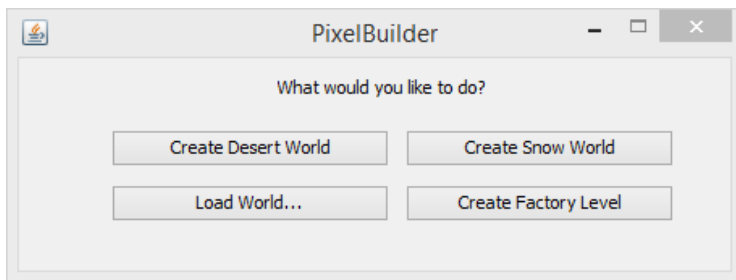 PixelBuilder
What would you like to do?
Create Desert World
Create Snow World
Load World...
Create Factory Level